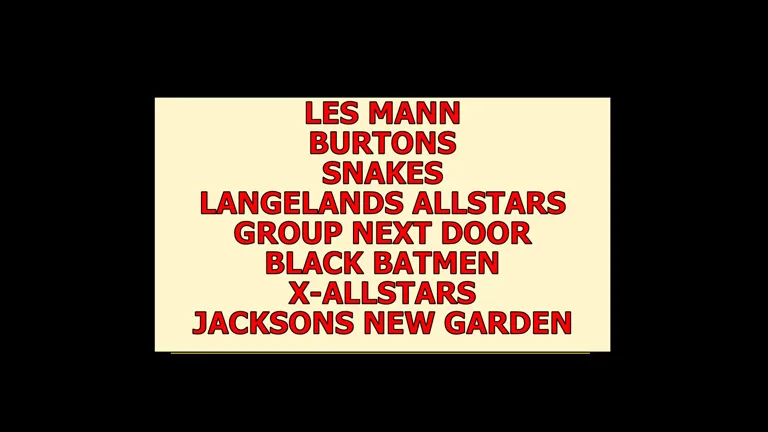 LES MANN
BURTONS
SNAKES
LANGELANDS ALLSTARS
GROUP NEXT DOOR
BLACK BATMEN
X-ALLSTARS
JACKSONS NEW GARDEN